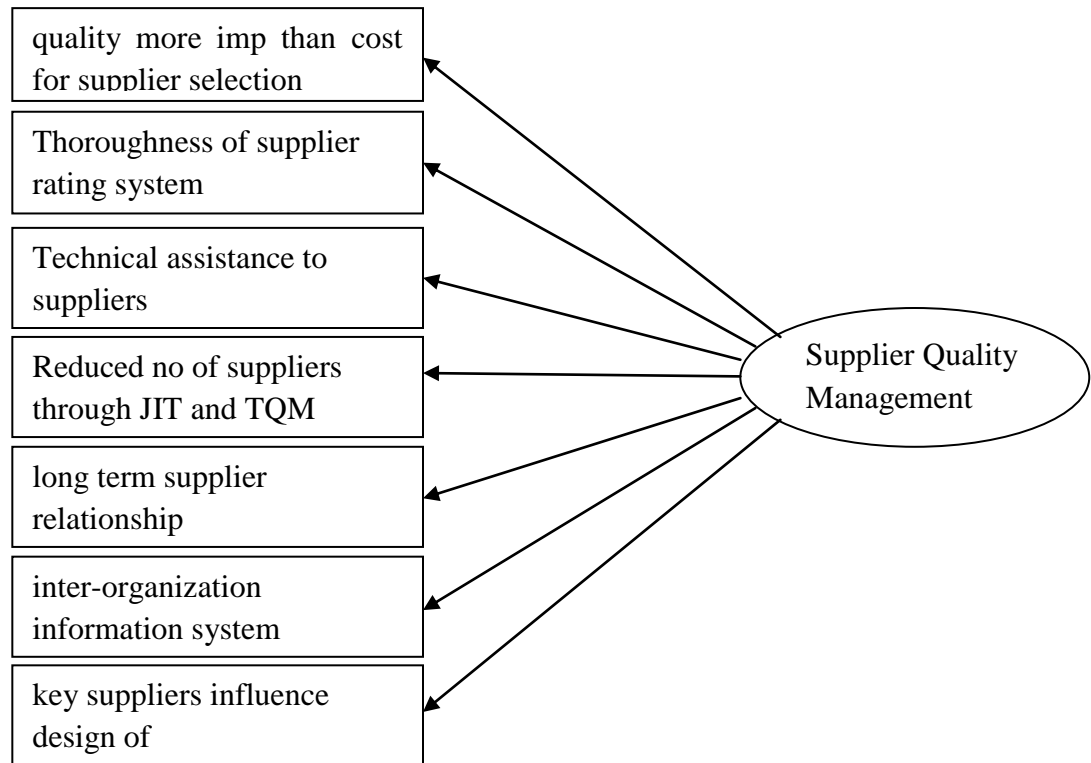 quality more imp than cost
for supplier selection
Thoroughness of supplier
rating system
Technical assistance to
suppliers
Reduced no of suppliers
through JIT and TQM
long term supplier
relationship
inter-organization
information system
key suppliers influence
design of
Supplier Quality
Management